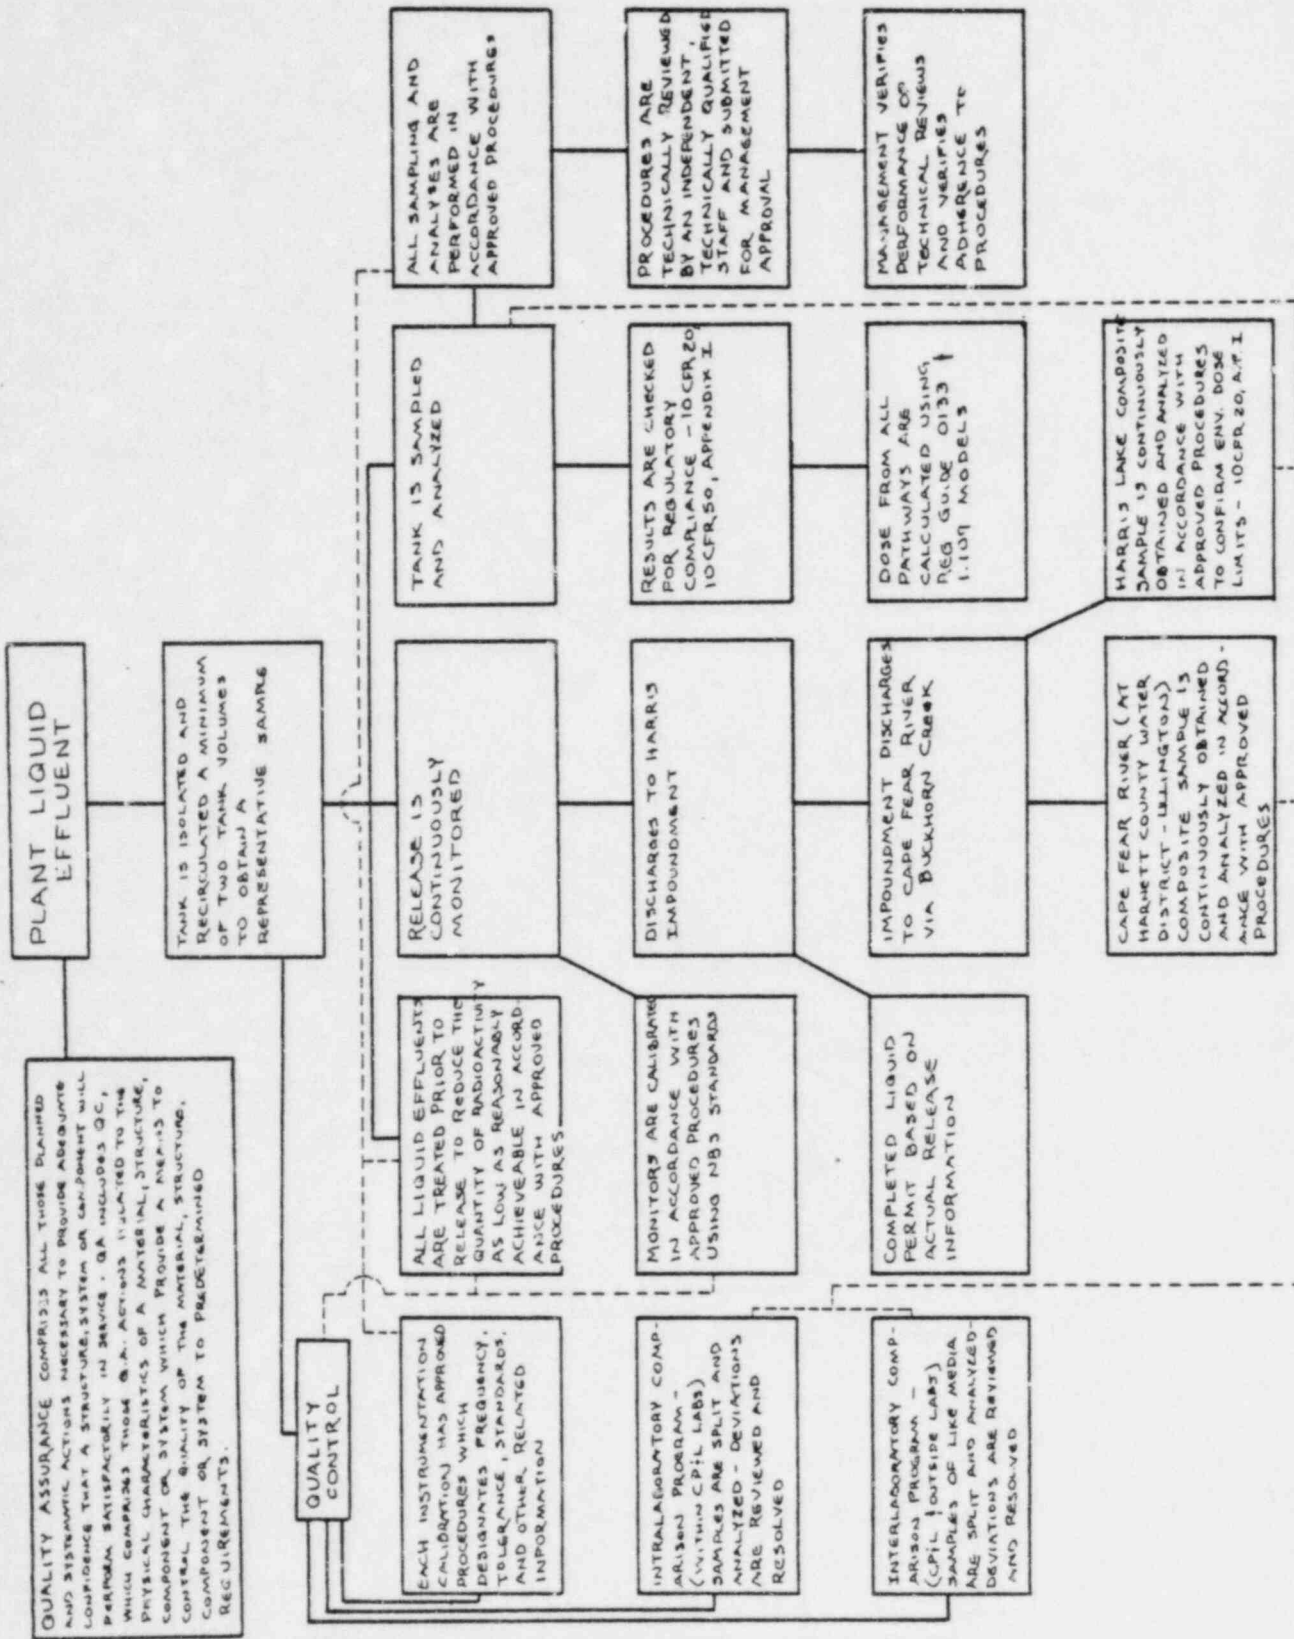 PLANT LIQUID
EFFLUENT
QUALITY ASSURANCE COMPRISES ALL THOSE PLANNED
AND SYSTEMATIC ACTIONS NECESSARY TO PROVIDE ADEQUATE
CONFIDENCE THAT A STRUCTURE, SYSTEM OR COMPONENT WILL
PERFORM SATISFACTORILY IN SERVICE. QA INCLUDES QC,
WHICH COMPRISES THOSE Q.A. ACTIONS RELATED TO THE
PHYSICAL CHARACTERISTICS OF A MATERIAL, STRUCTURE,
COMPONENT OR SYSTEM WHICH PROVIDE A MEANS TO
CONTROL THE QUALITY OF THE MATERIAL, STRUCTURE,
COMPONENT OR SYSTEM TO PREDETERMINED
REQUIREMENTS.
TANK IS ISOLATED AND
RECIRCULATED A MINIMUM
OF TWO TANK VOLUMES
TO OBTAIN A
REPRESENTATIVE SAMPLE
QUALITY
CONTROL
EACH INSTRUMENTATION
CALIBRATION HAS APPROVED
PROCEDURES WHICH
DESIGNATES FREQUENCY,
TOLERANCE, STANDARDS,
AND OTHER RELATED
INFORMATION
ALL LIQUID EFFLUENTS
ARE TREATED PRIOR TO
RELEASE TO REDUCE THE
QUANTITY OF RADIOACTIVITY
AS LOW AS REASONABLY
ACHIEVEABLE IN ACCORD-
ANCE WITH APPROVED
PROCEDURES
RELEASE IS
CONTINUOUSLY
MONITORED
TANK IS SAMPLED
AND ANALYZED
ALL SAMPLING AND
ANALYSES ARE
PERFORMED IN
ACCORDANCE WITH
APPROVED PROCEDURES
INTRALABORATORY COMP-
ARISON PROGRAM -
(WITHIN CP&L LABS)
SAMPLES ARE SPLIT AND
ANALYZED - DEVIATIONS
ARE REVIEWED AND
RESOLVED
MONITORS ARE CALIBRATED
IN ACCORDANCE WITH
APPROVED PROCEDURES
USING NBS STANDARDS
DISCHARGES TO HARRIS
IMPOUNDMENT
RESULTS ARE CHECKED
FOR REGULATORY
COMPLIANCE - 10CFR20,
10CFR50, APPENDIX I
PROCEDURES ARE
TECHNICALLY REVIEWED
BY AN INDEPENDENT,
TECHNICALLY QUALIFIED
STAFF AND SUBMITTED
FOR MANAGEMENT
APPROVAL
INTERLABORATORY COMP-
ARISON PROGRAM -
(CP&L & OUTSIDE LABS)
SAMPLES OF LIKE MEDIA
ARE SPLIT AND ANALYZED-
DEVIATIONS ARE REVIEWED
AND RESOLVED
COMPLETED LIQUID
PERMIT BASED ON
ACTUAL RELEASE
INFORMATION
IMPOUNDMENT DISCHARGES
TO CAPE FEAR RIVER
VIA BUCKHORN CREEK
DOSE FROM ALL
PATHWAYS ARE
CALCULATED USING
REG GUIDE 0133 &
1.109 MODELS
MANAGEMENT VERIFIES
PERFORMANCE OF
TECHNICAL REVIEWS
AND VERIFIES
ADHERENCE TO
PROCEDURES
CAPE FEAR RIVER (AT
HARNETT COUNTY WATER
DISTRICT - LILLINGTON)
COMPOSITE SAMPLE IS
CONTINUOUSLY OBTAINED
AND ANALYZED IN ACCORD-
ANCE WITH APPROVED
PROCEDURES
HARRIS LAKE COMPOSITE
SAMPLE IS CONTINUOUSLY
OBTAINED AND ANALYZED
IN ACCORDANCE WITH
APPROVED PROCEDURES
TO CONFIRM ENV. DOSE
LIMITS - 10CFR 20, A.P. I